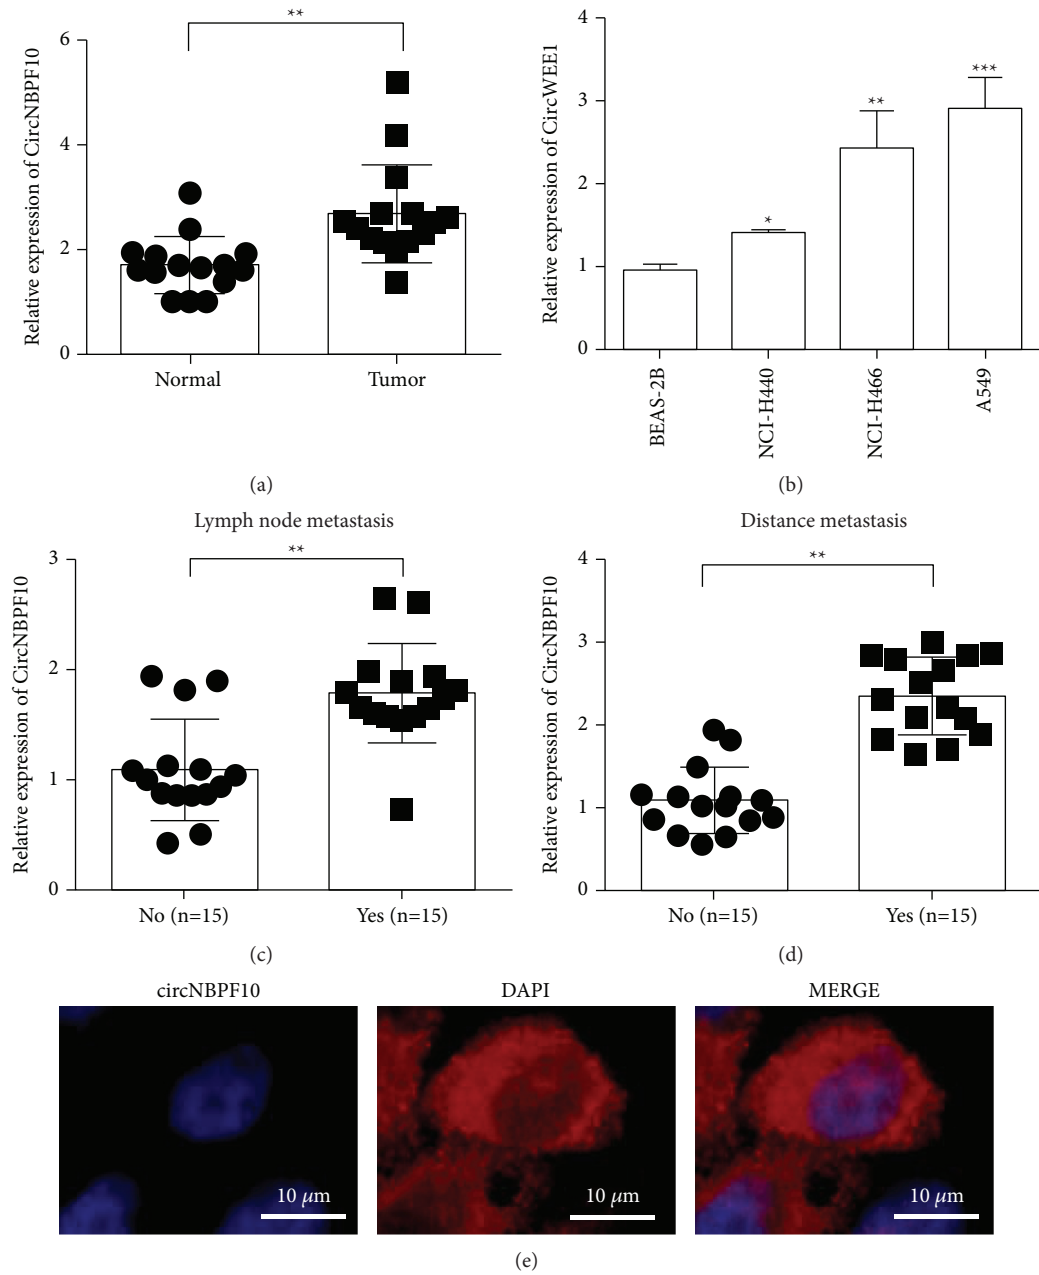 **
Relative expression of CircNBPF10
6
4
2
0
Normal
Tumor
(a)
Relative expression of CircWEE1
4
3
2
1
0
*
**
***
BEAS-2B
NCI-H440
NCI-H466
A549
(b)
Lymph node metastasis
**
Relative expression of CircNBPF10
3
2
1
0
No (n=15)
Yes (n=15)
(c)
Distance metastasis
**
Relative expression of CircNBPF10
4
3
2
1
0
No (n=15)
Yes (n=15)
(d)
circNBPF10
DAPI
MERGE
10 μm
10 μm
10 μm
(e)